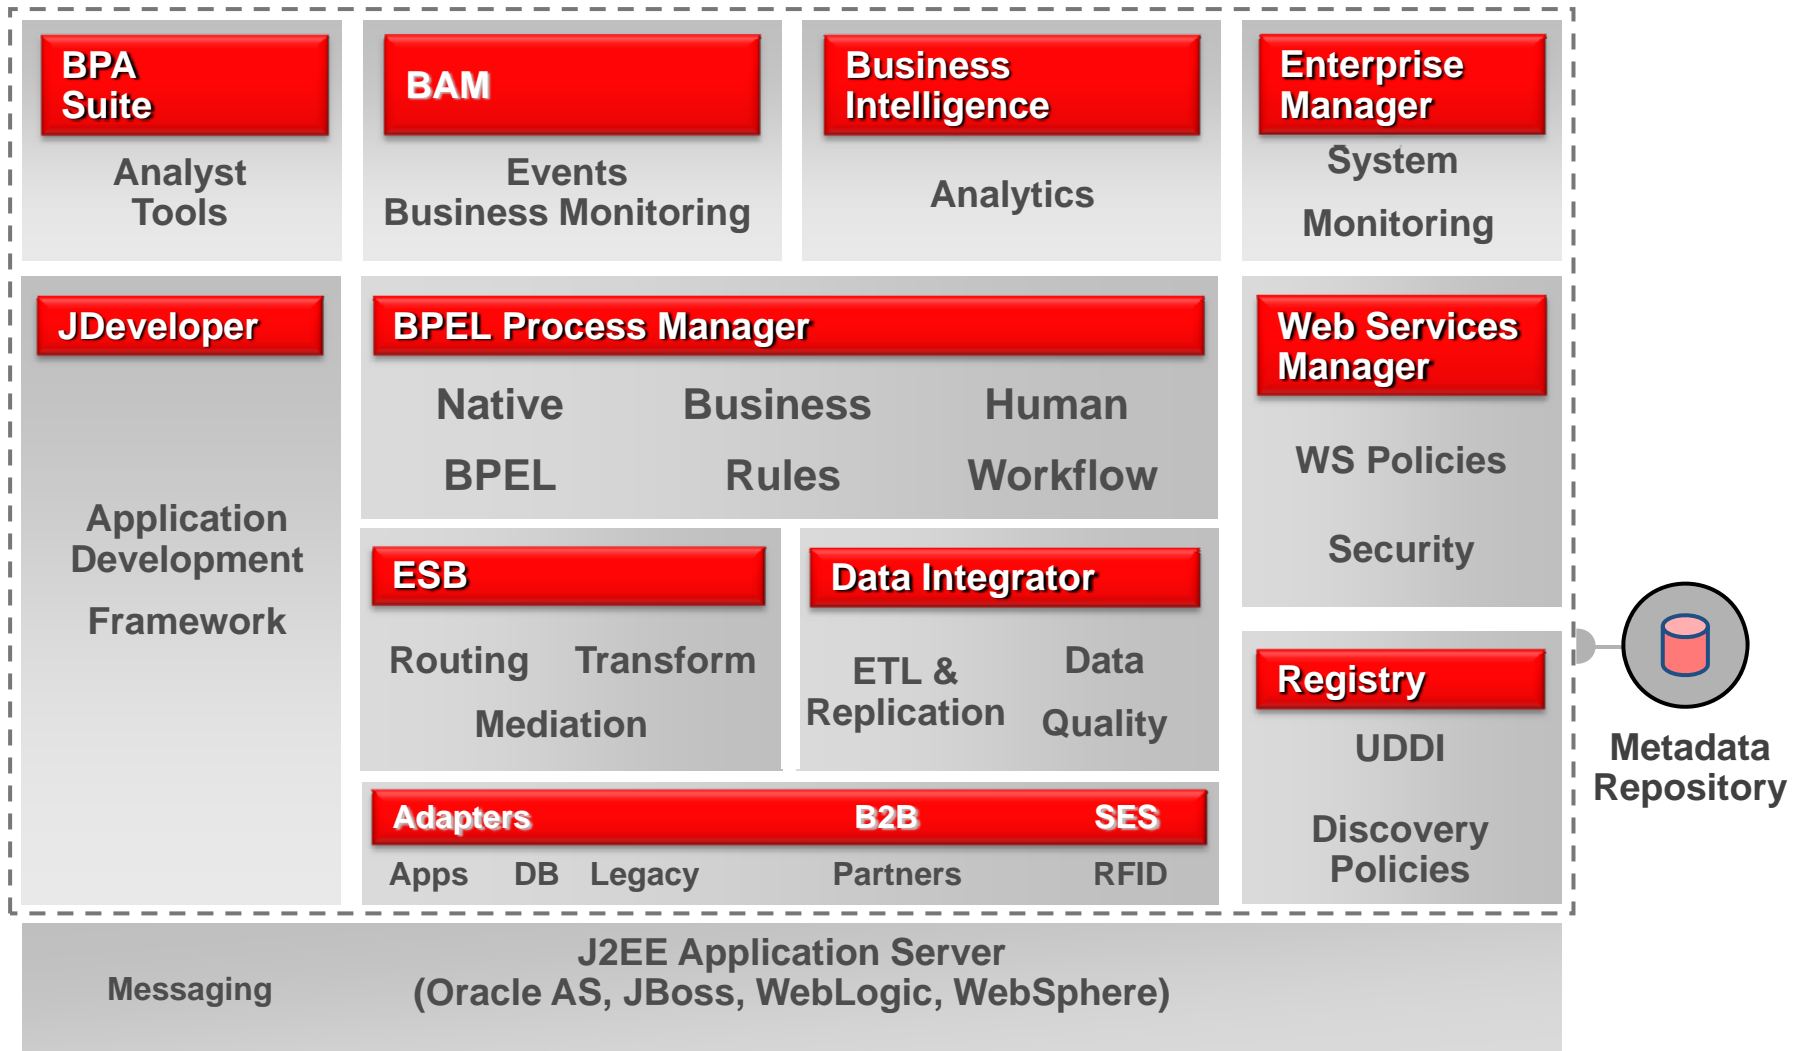 BPA
Suite
Analyst
Tools
BAM
Events
Business Monitoring
Business
Intelligence
Analytics
Enterprise
Manager
System
Monitoring
JDeveloper
Application
Development
Framework
BPEL Process Manager
Native
BPEL
Business
Rules
Human
Workflow
Web Services
Manager
WS Policies
Security
ESB
Routing Transform
Mediation
Data Integrator
ETL &
Replication
Data
Quality
Registry
UDDI
Discovery
Policies
Adapters B2B SES
Apps DB Legacy Partners RFID
Metadata
Repository
Messaging
J2EE Application Server
(Oracle AS, JBoss, WebLogic, WebSphere)